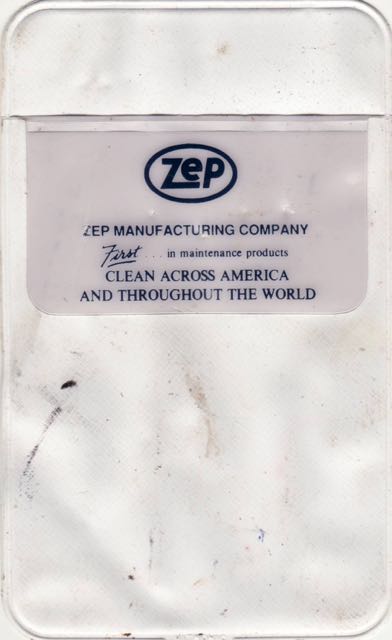 Zep
ZEP MANUFACTURING COMPANY
First . . . in maintenance products
CLEAN ACROSS AMERICA
AND THROUGHOUT THE WORLD